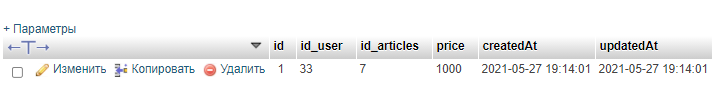 + Параметры
←T→ id id_user id_articles price createdAt updatedAt
Изменить Копировать Удалить 1 33 7 1000 2021-05-27 19:14:01 2021-05-27 19:14:01